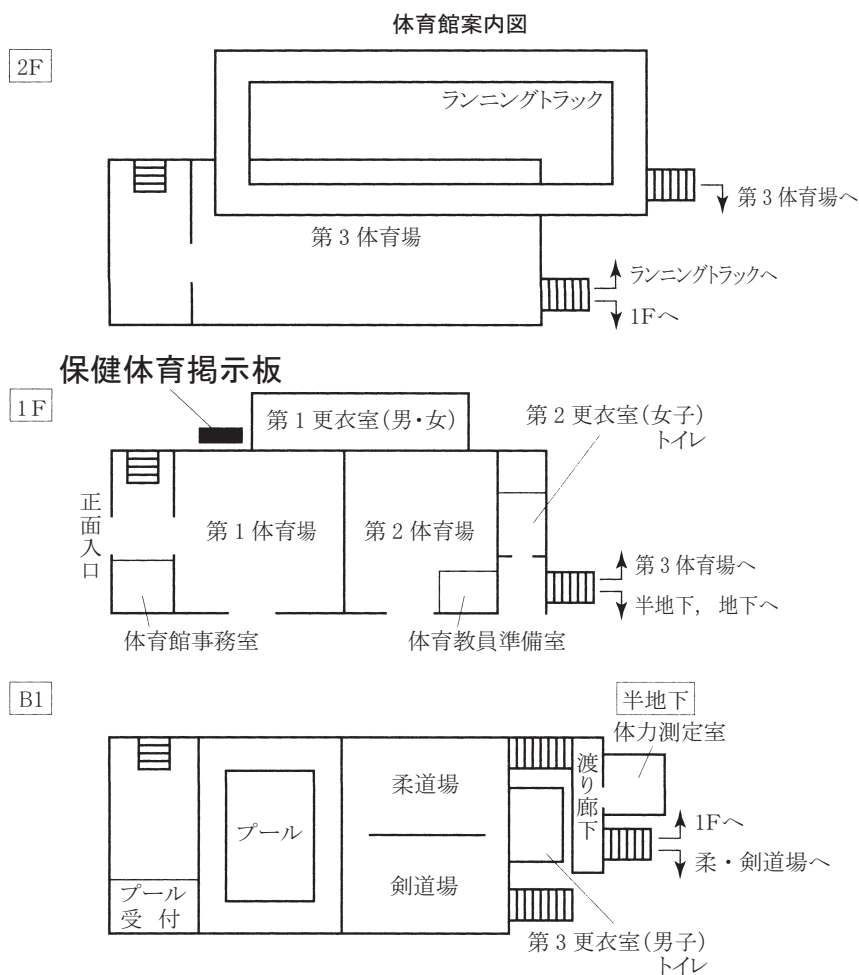 体育館案内図
2F
ランニングトラック
第3体育場へ
第3体育場
ランニングトラックへ
1Fへ
保健体育掲示板
1F
第1更衣室(男・女)
第2更衣室(女子)
トイレ
正面入口
第1体育場
第2体育場
第3体育場へ
半地下, 地下へ
体育館事務室
体育教員準備室
B1
半地下
体力測定室
柔道場
渡り廊下
プール
1Fへ
柔・剣道場へ
剣道場
プール
受付
第3更衣室(男子)
トイレ